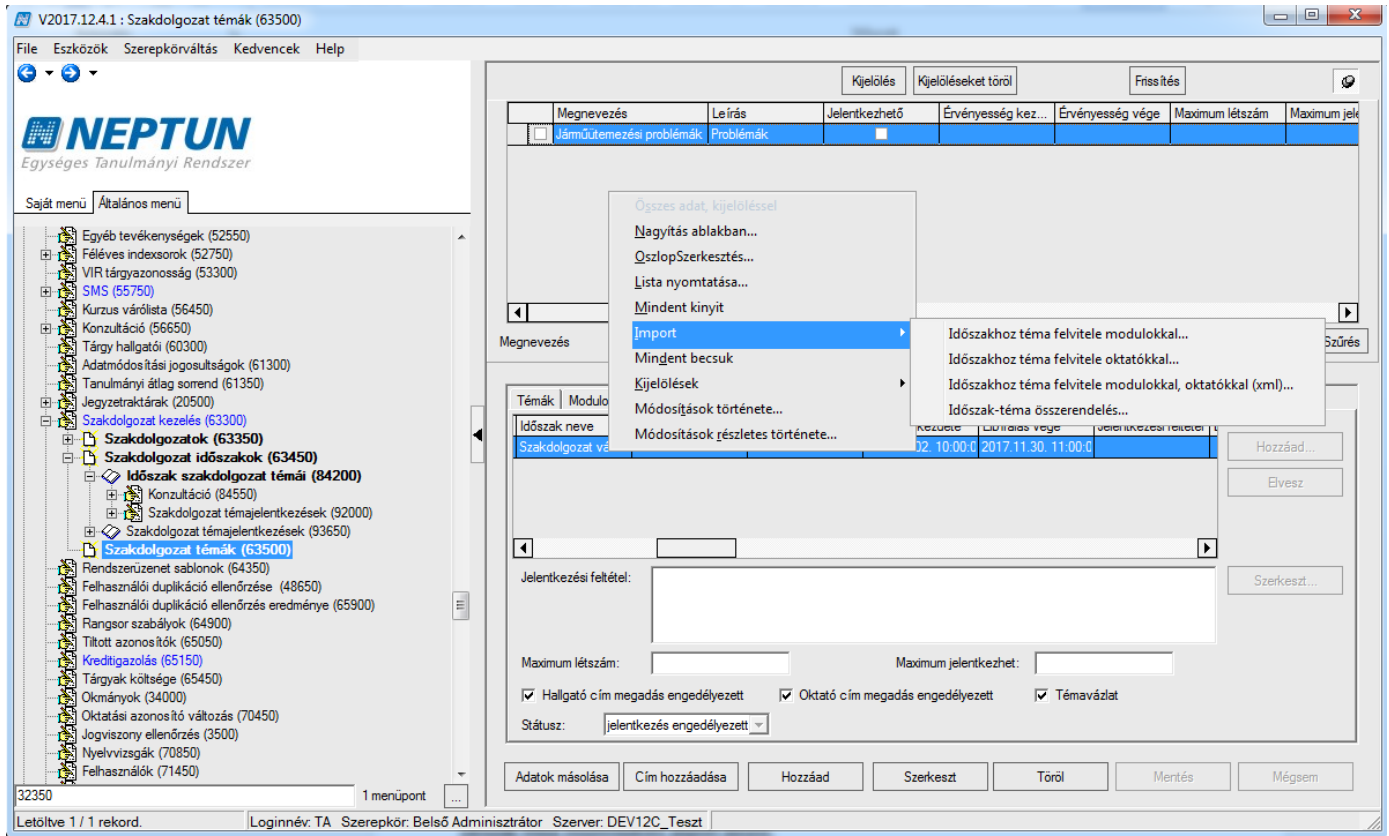 V2017.12.4.1 : Szakdolgozat témák (63500)
File Eszközök Szerepkörváltás Kedvencek Help
Kijelölés Kijelöléseket töröl Frissítés
NEPTUN
Egységes Tanulmányi Rendszer
Saját menü Általános menü
Egyéb tevékenységek (52550)
Féléves indexsorok (52750)
VIR tárgyazonosság (53300)
SMS (55750)
Kurzus várólista (56450)
Konzultáció (56650)
Tárgy hallgatói (60300)
Adatmódosítási jogosultságok (61300)
Tanulmányi átlag sorrend (61350)
Jegyzetraktárak (20500)
Szakdolgozat kezelés (63300)
Szakdolgozatok (63350)
Szakdolgozat időszakok (63450)
Időszak szakdolgozat témái (84200)
Konzultáció (84550)
Szakdolgozat témajelentkezések (92000)
Szakdolgozat témajelentkezések (93650)
Szakdolgozat témák (63500)
Rendszerüzenet sablonok (64350)
Felhasználói duplikáció ellenőrzése (48650)
Felhasználói duplikáció ellenőrzés eredménye (65900)
Rangsor szabályok (64900)
Tiltott azonosítók (65050)
Kreditigazolás (65150)
Tárgyak költsége (65450)
Okmányok (34000)
Oktatási azonosító változás (70450)
Jogviszony ellenőrzés (3500)
Nyelvvizsgák (70850)
Felhasználók (71450)
32350 1 menüpont ...
Megnevezés Leírás Jelentkezhető Érvényesség kez... Érvényesség vége Maximum létszám Maximum jele
Járműütemezési problémák Problémák
Összes adat, kijelöléssel
Nagyítás ablakban...
OszlopSzerkesztés...
Lista nyomtatása...
Mindent kinyit
Import
Mindent becsuk
Kijelölések
Módosítások története...
Módosítások részletes története...
Időszakhoz téma felvitele modulokkal...
Időszakhoz téma felvitele oktatókkal...
Időszakhoz téma felvitele modulokkal, oktatókkal (xml)...
Időszak-téma összerendelés...
Megnevezés Szűrés
Témák Modulo
Időszak neve kezdete Elbírálás vége Jelentkezési feltétel
Szakdolgozat vá 02. 10:00:0 2017.11.30. 11:00:0
Hozzáad...
Elvesz
Jelentkezési feltétel: Szerkeszt...
Maximum létszám: Maximum jelentkezhet:
Hallgató cím megadás engedélyezett Oktató cím megadás engedélyezett Témavázlat
Státusz: jelentkezés engedélyezett
Adatok másolása Cím hozzáadása Hozzáad Szerkeszt Töröl Mentés Mégsem
Letöltve 1 / 1 rekord. Loginnév: TA Szerepkör: Belső Adminisztrátor Szerver: DEV12C_Teszt